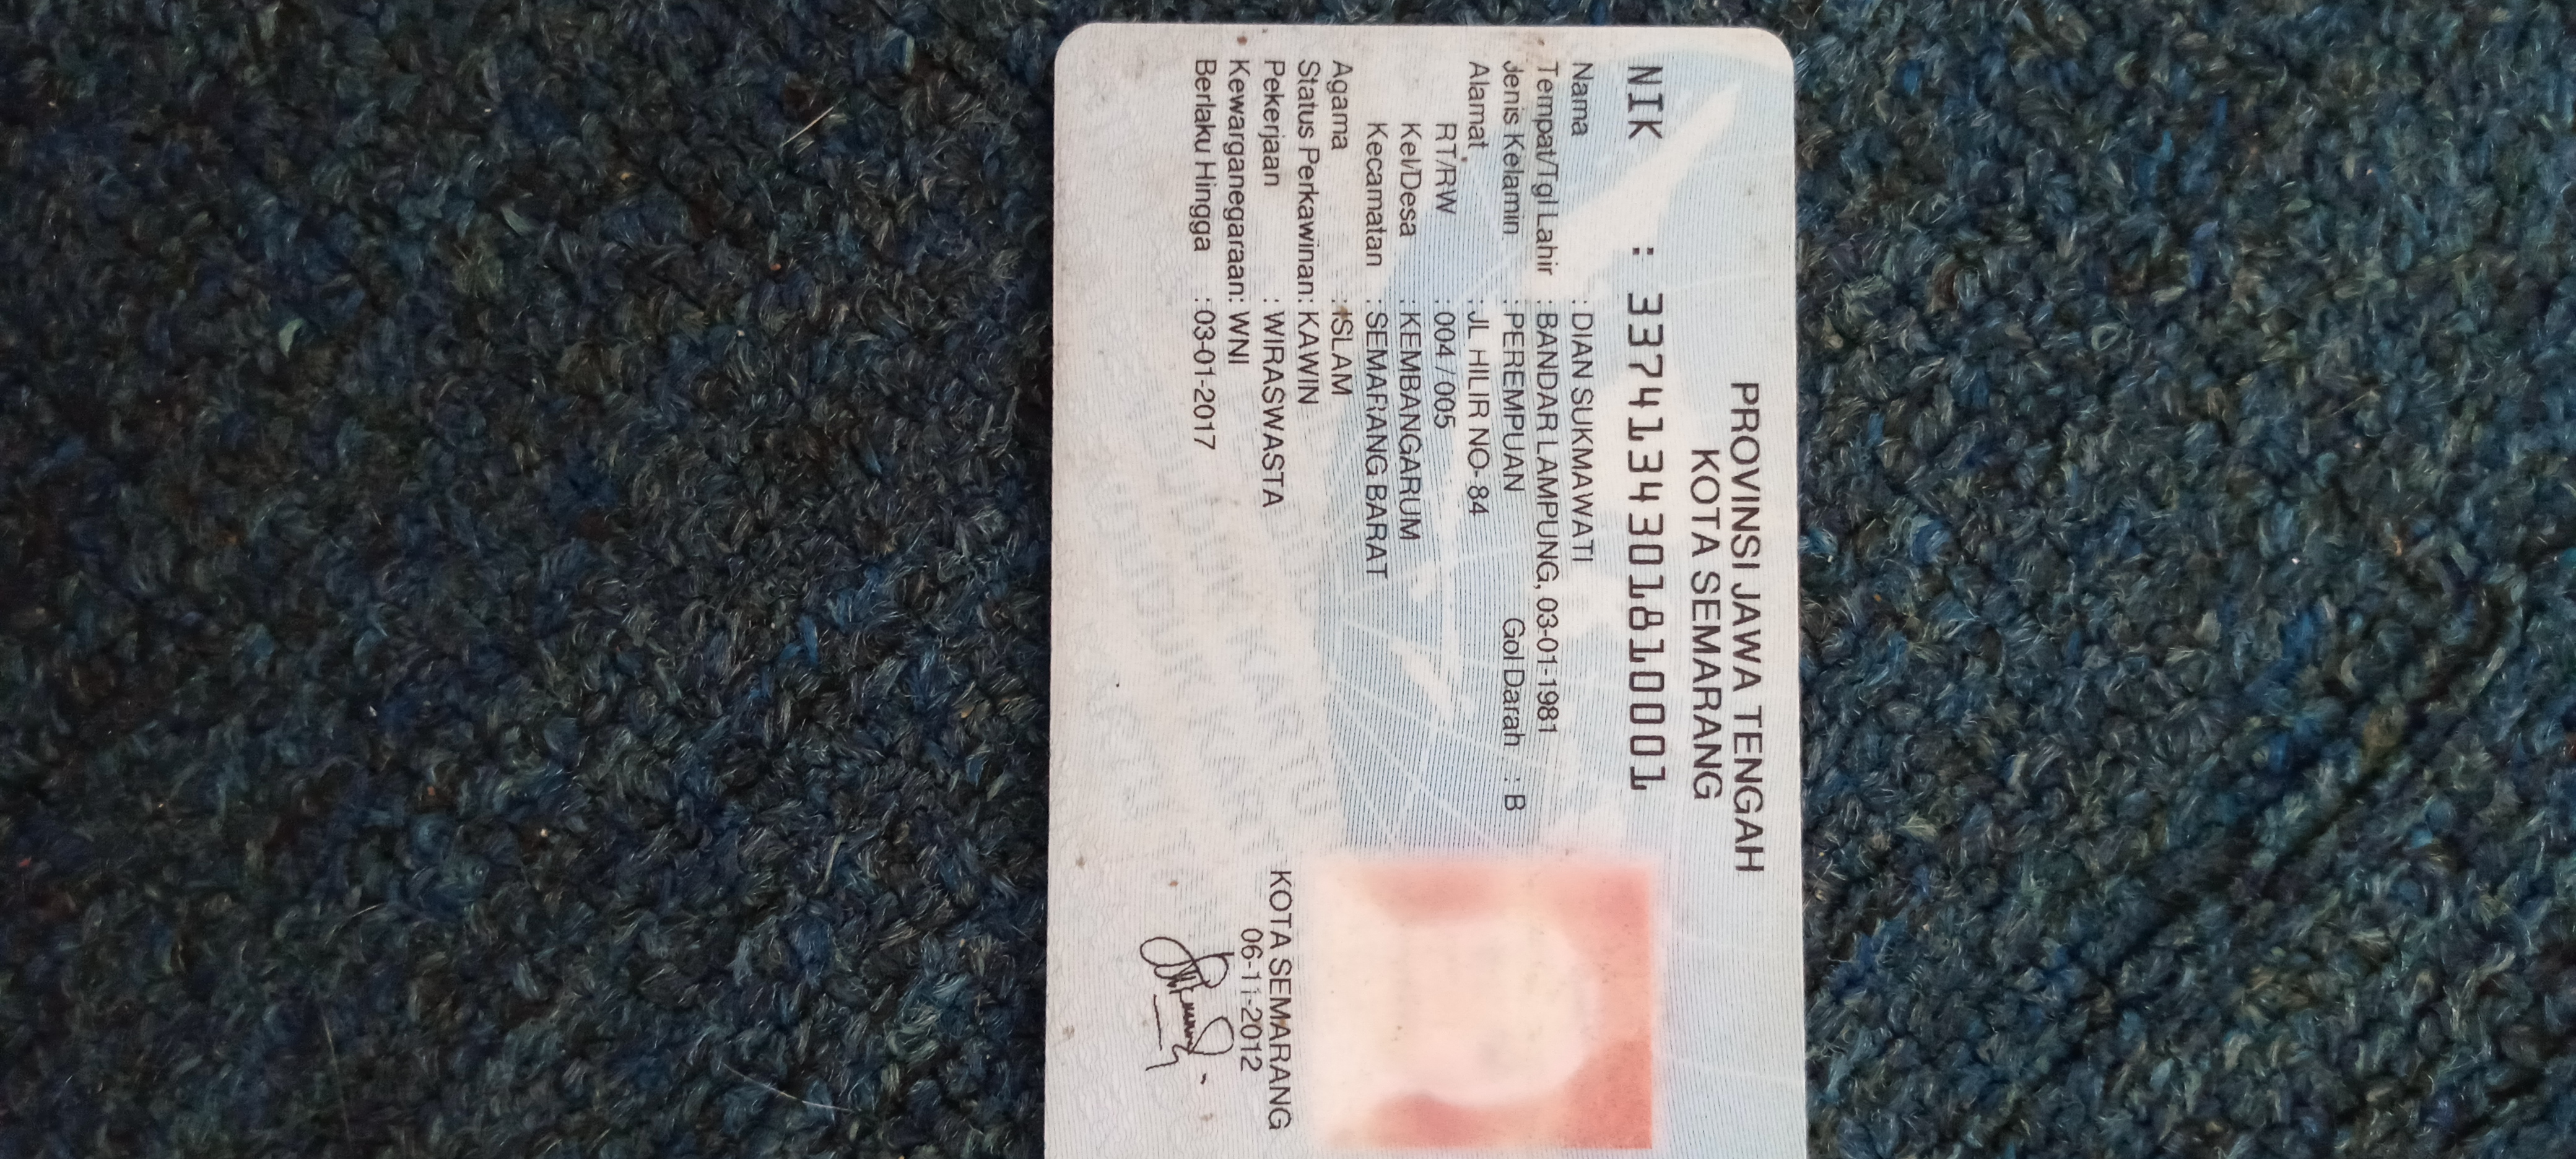 PROVINSI JAWA TENGAH
KOTA SEMARANG
NIK : 3374134301810001
Nama : DIAN SUKMAWATI
Tempat/Tgl Lahir : BANDAR LAMPUNG, 03-01-1981
Jenis Kelamin : PEREMPUAN Gol Darah : B
Alamat : JL HILIR NO-84
RT/RW : 004 / 005
Kel/Desa : KEMBANGARUM
Kecamatan : SEMARANG BARAT
Agama : ISLAM
Status Perkawinan: KAWIN
Pekerjaan : WIRASWASTA
Kewarganegaraan: WNI
Berlaku Hingga : 03-01-2017
KOTA SEMARANG
06-11-2012